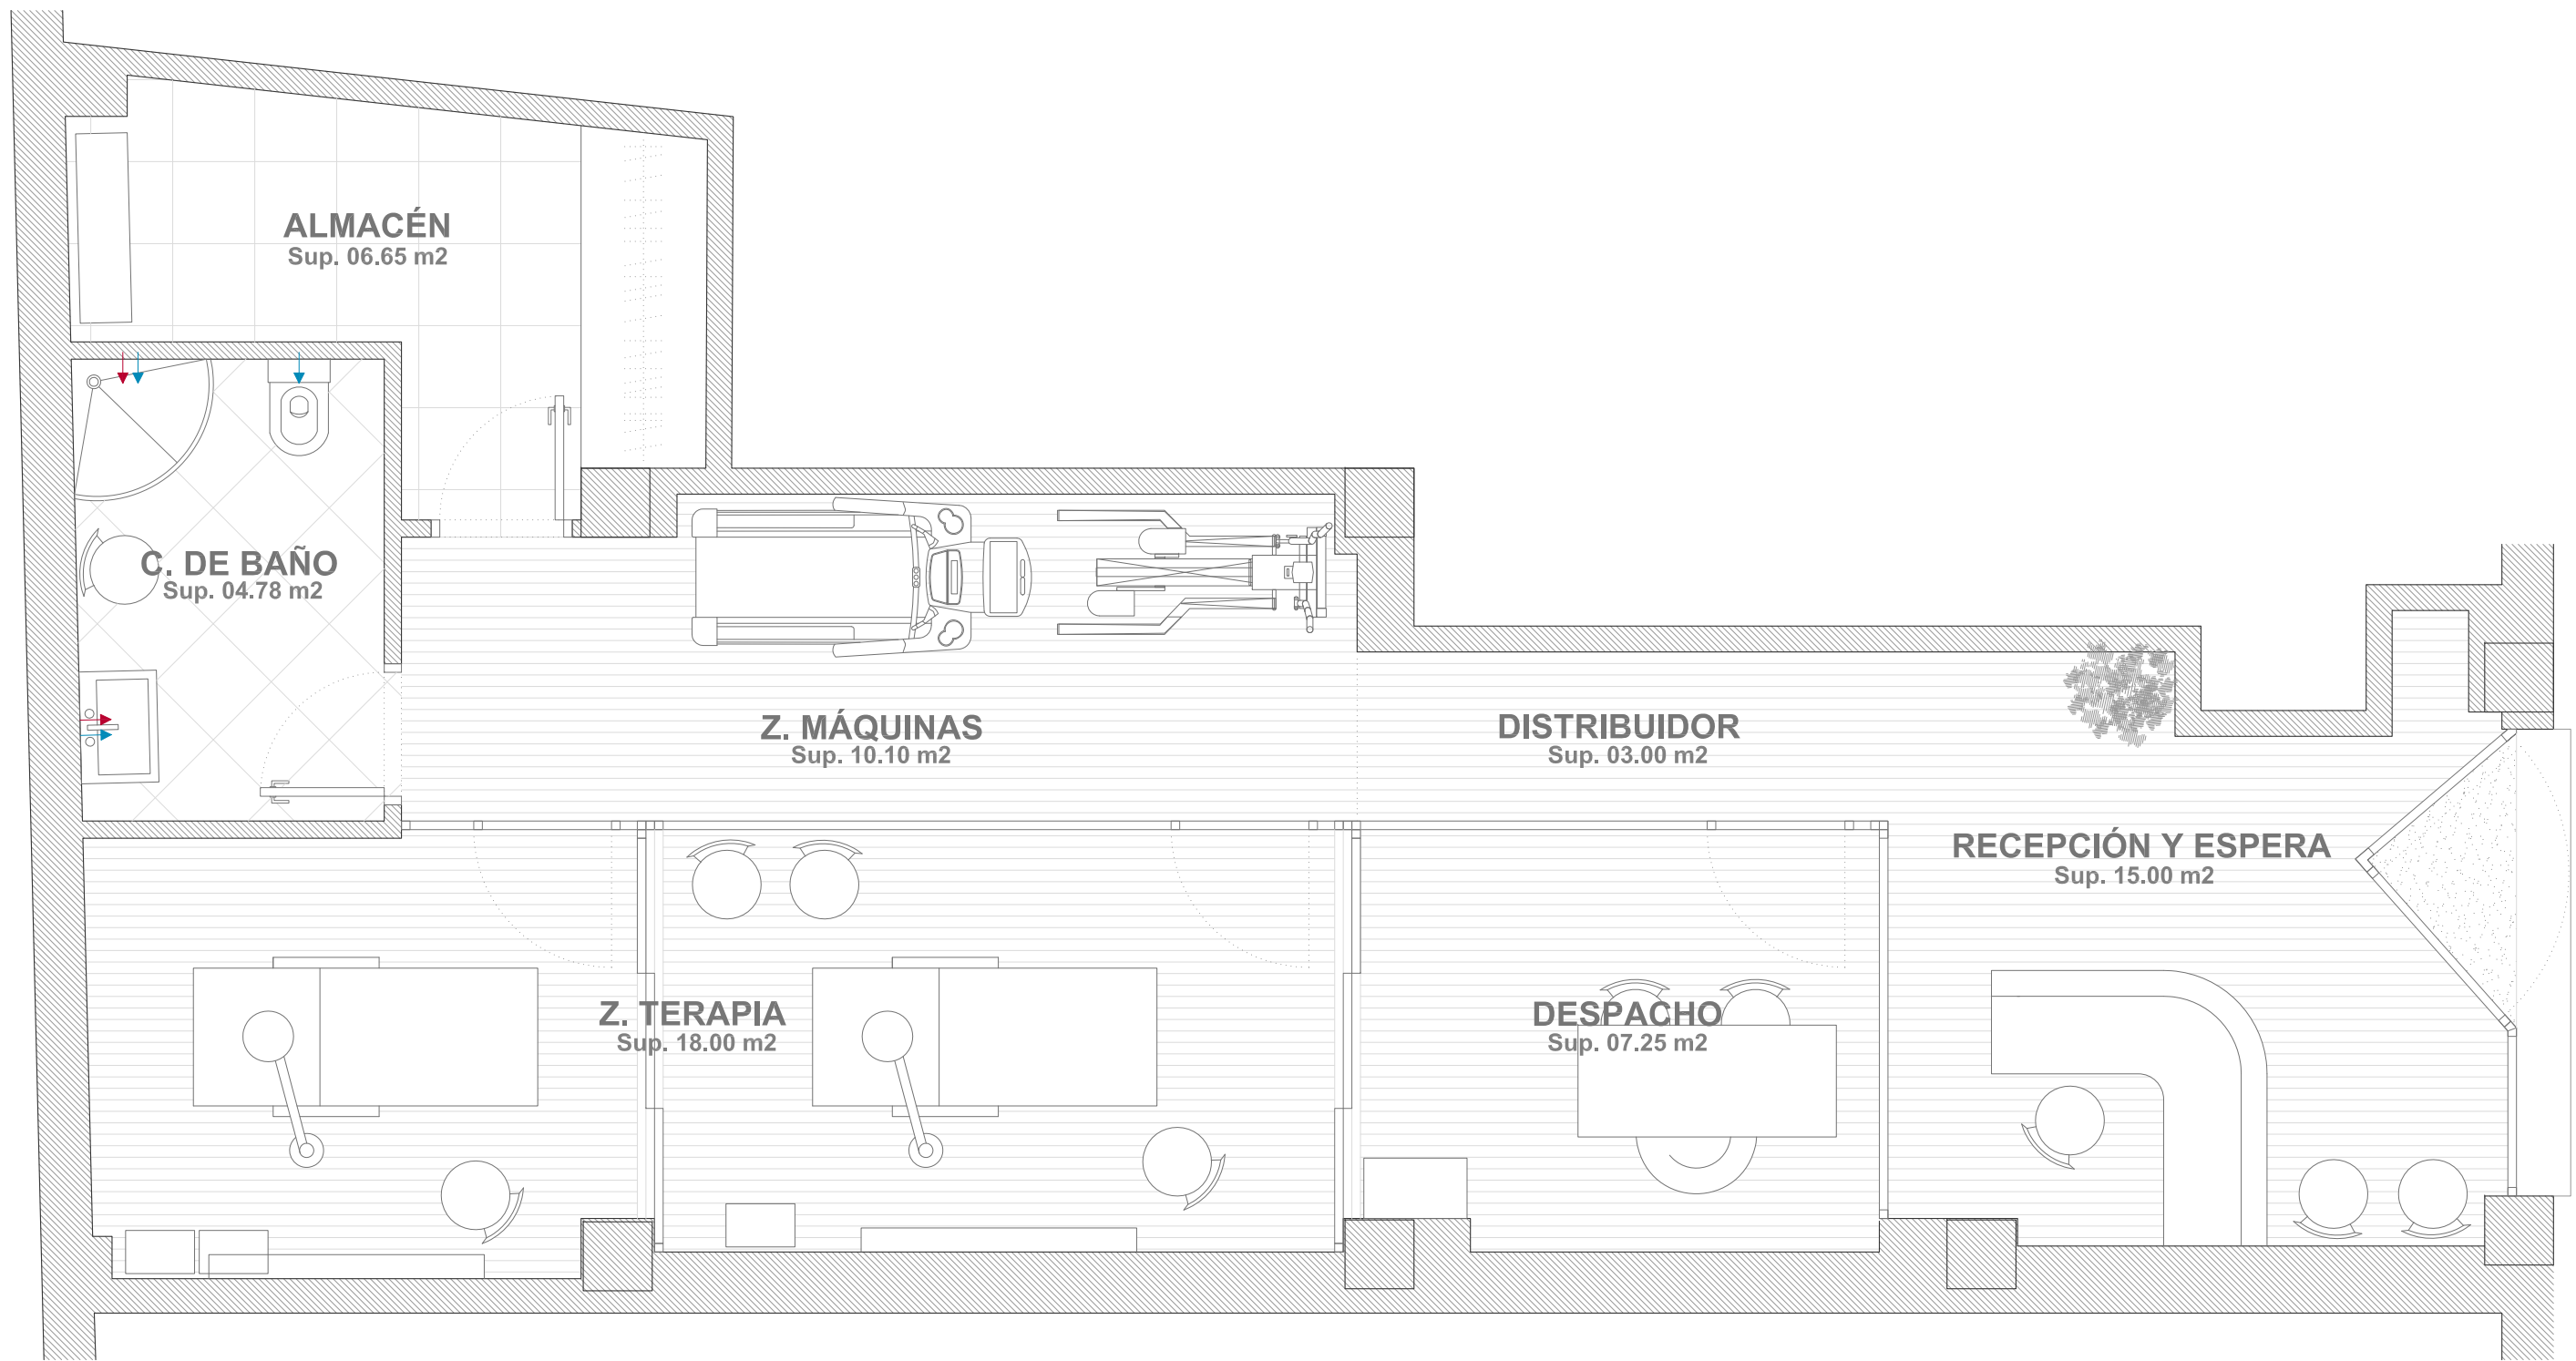 ALMACÉN
Sup. 06.65 m2
C. DE BAÑO
Sup. 04.78 m2
Z. MÁQUINAS
Sup. 10.10 m2
DISTRIBUIDOR
Sup. 03.00 m2
RECEPCIÓN Y ESPERA
Sup. 15.00 m2
Z. TERAPIA
Sup. 18.00 m2
DESPACHO
Sup. 07.25 m2